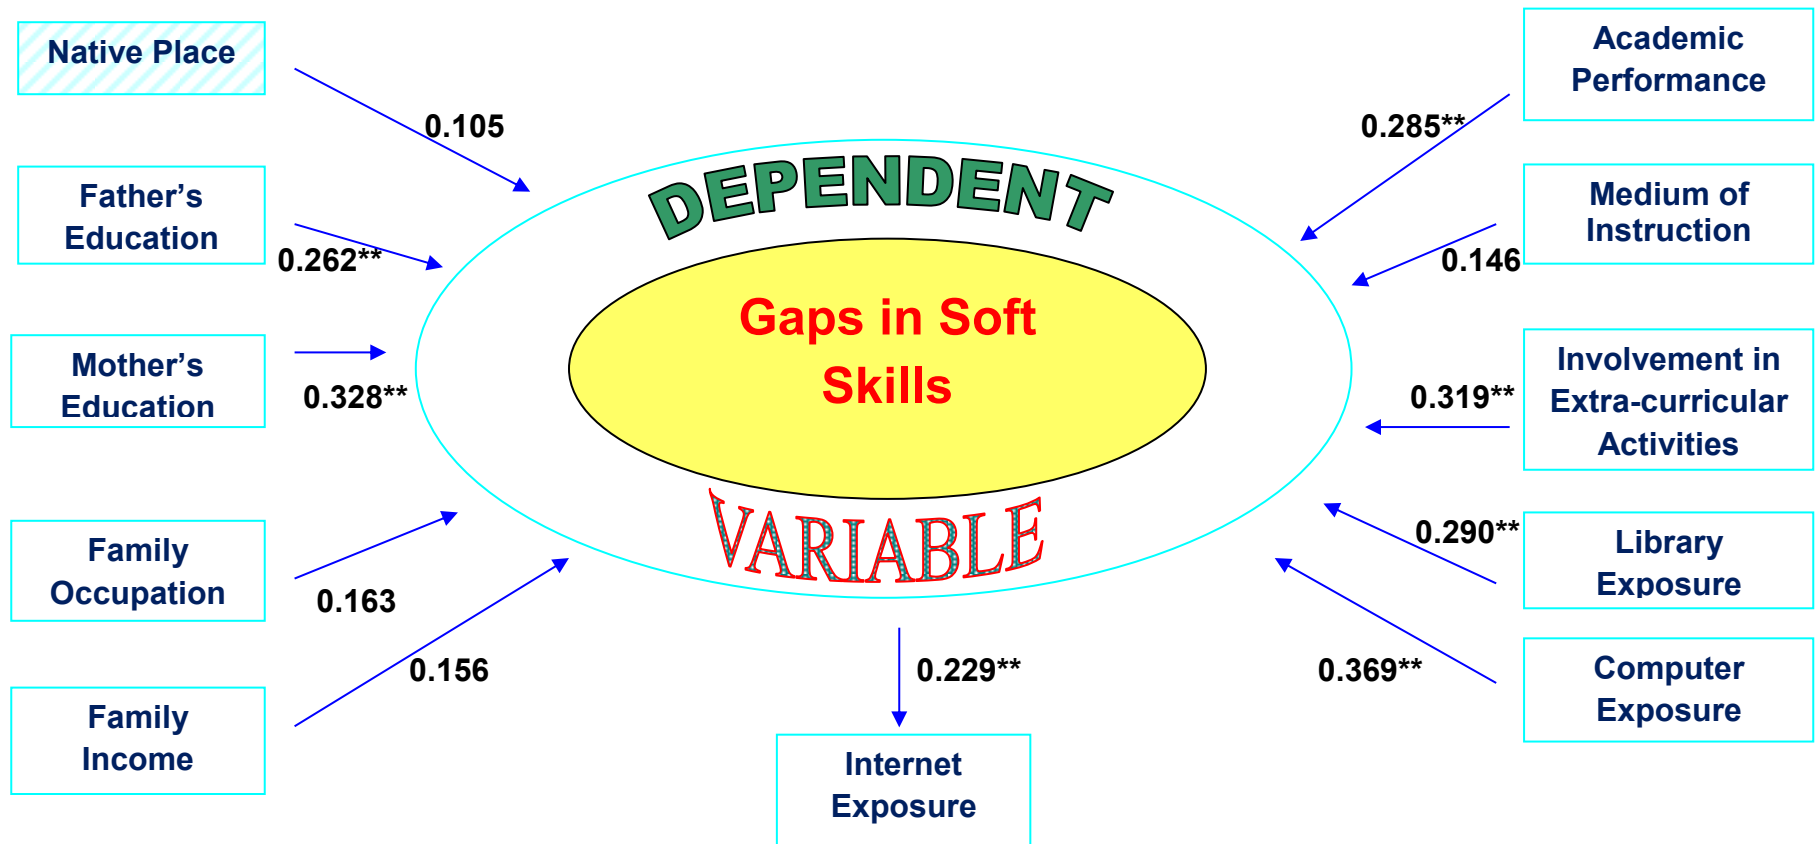 Native Place
0.105
Father’s
Education
0.262**
Mother’s
Education
0.328**
Family
Occupation
0.163
Family
Income
0.156
DEPENDENT
Gaps in Soft
Skills
VARIABLE
0.229**
Internet
Exposure
Academic
Performance
0.285**
Medium of
Instruction
0.146
Involvement in
Extra-curricular
Activities
0.319**
Library
Exposure
0.290**
Computer
Exposure
0.369**